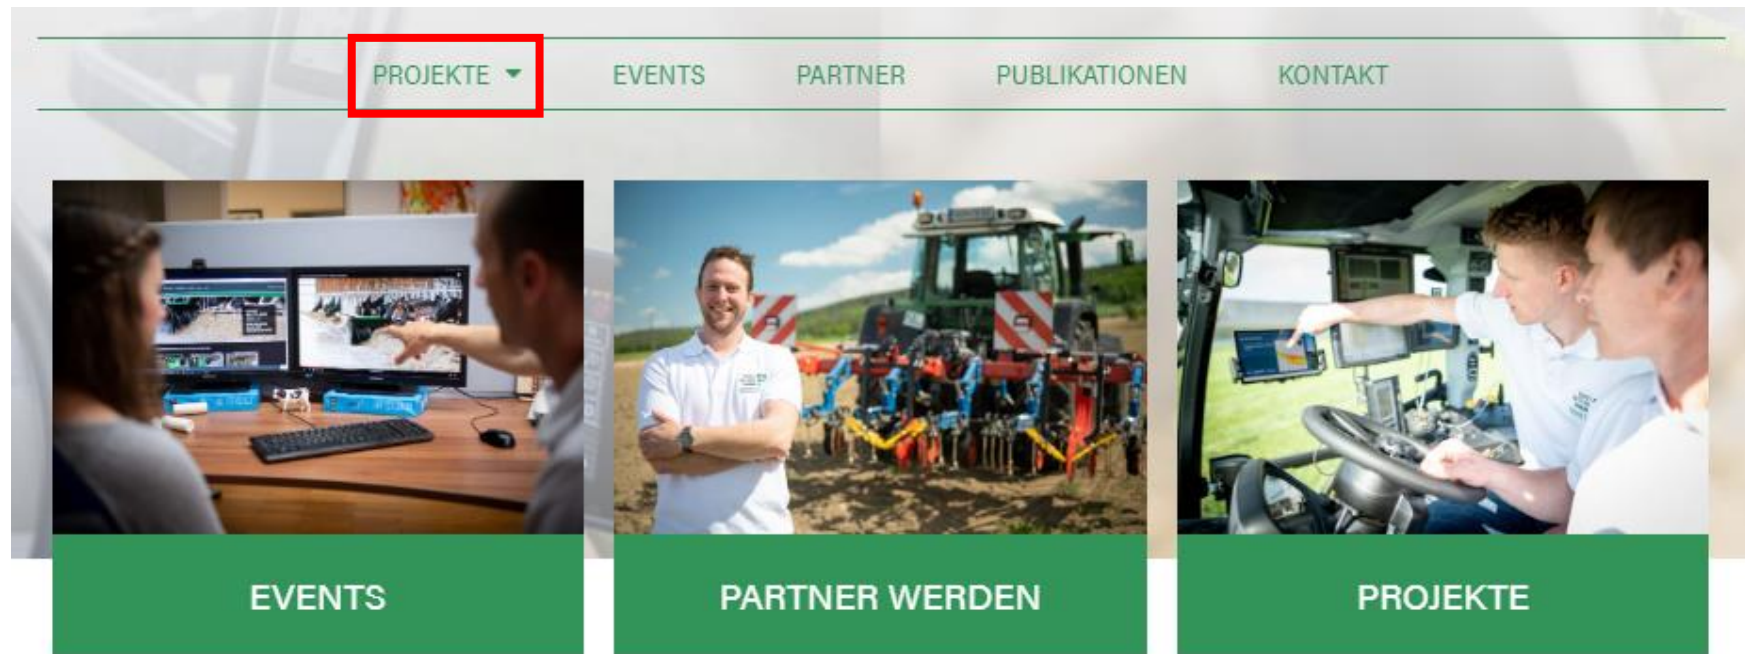 PROJEKTE
EVENTS
PARTNER
PUBLIKATIONEN
KONTAKT
EVENTS
PARTNER WERDEN
PROJEKTE